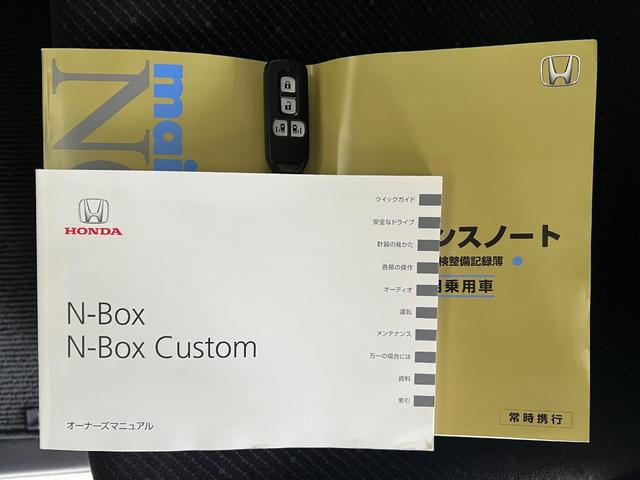 mai
HONDA
N-Box
N-Box Custom
オーナーズマニュアル
クイックガイド
安全なドライブ
計器の見かた
各部の操作
オーディオ
運転
メンテナンス
万一の場合には
資料
索引
ンスノート
検整備記録簿
乗用車
常時携行